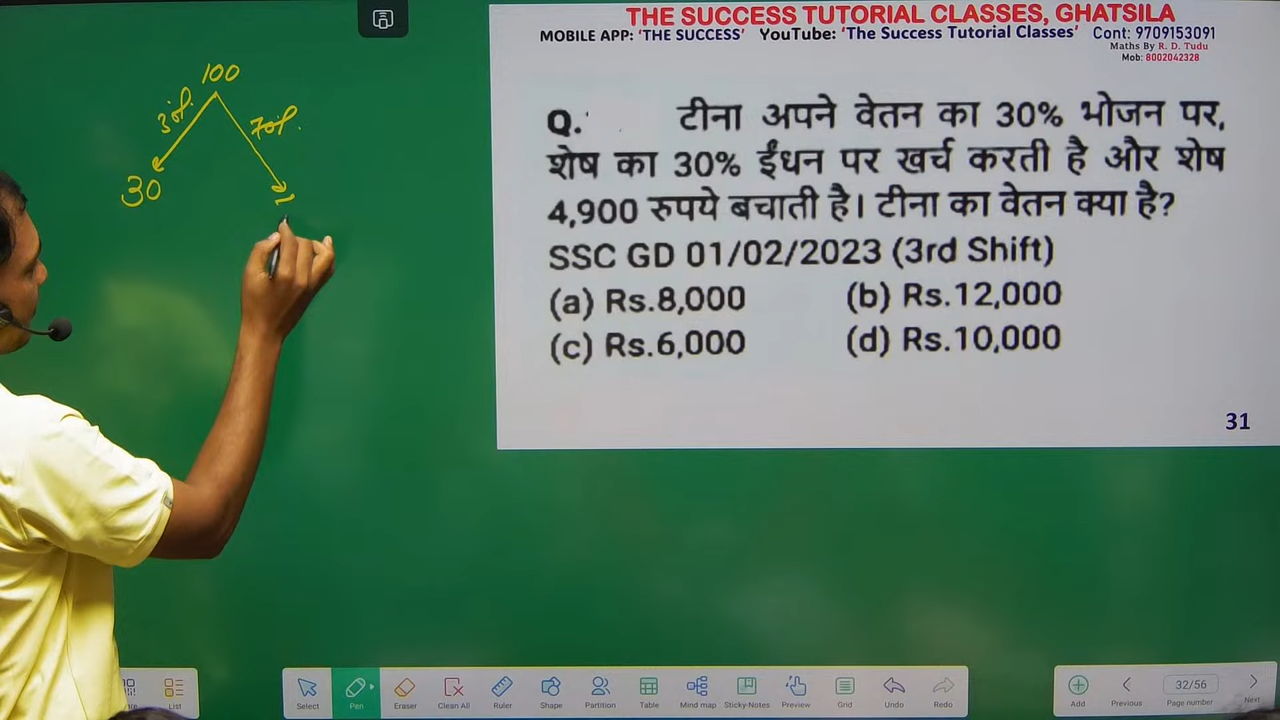 THE SUCCESS TUTORIAL CLASSES, GHATSILA
MOBILE APP: 'THE SUCCESS' YouTube: 'The Success Tutorial Classes' Cont: 9709153091
Maths By R. D. Tudu
Mob: 8002042328
100
30%
70%
30
Q. टीना अपने वेतन का 30% भोजन पर,
शेष का 30% ईंधन पर खर्च करती है और शेष
4,900 रुपये बचाती है। टीना का वेतन क्या है?
SSC GD 01/02/2023 (3rd Shift)
(a) Rs.8,000 (b) Rs.12,000
(c) Rs.6,000 (d) Rs.10,000
31
List
Select
Pen
Eraser
Clean All
Ruler
Shape
Partition
Table
Mind map
Sticky-Notes
Preview
Grid
Undo
Redo
Add
Previous
32/56
Page number
Next